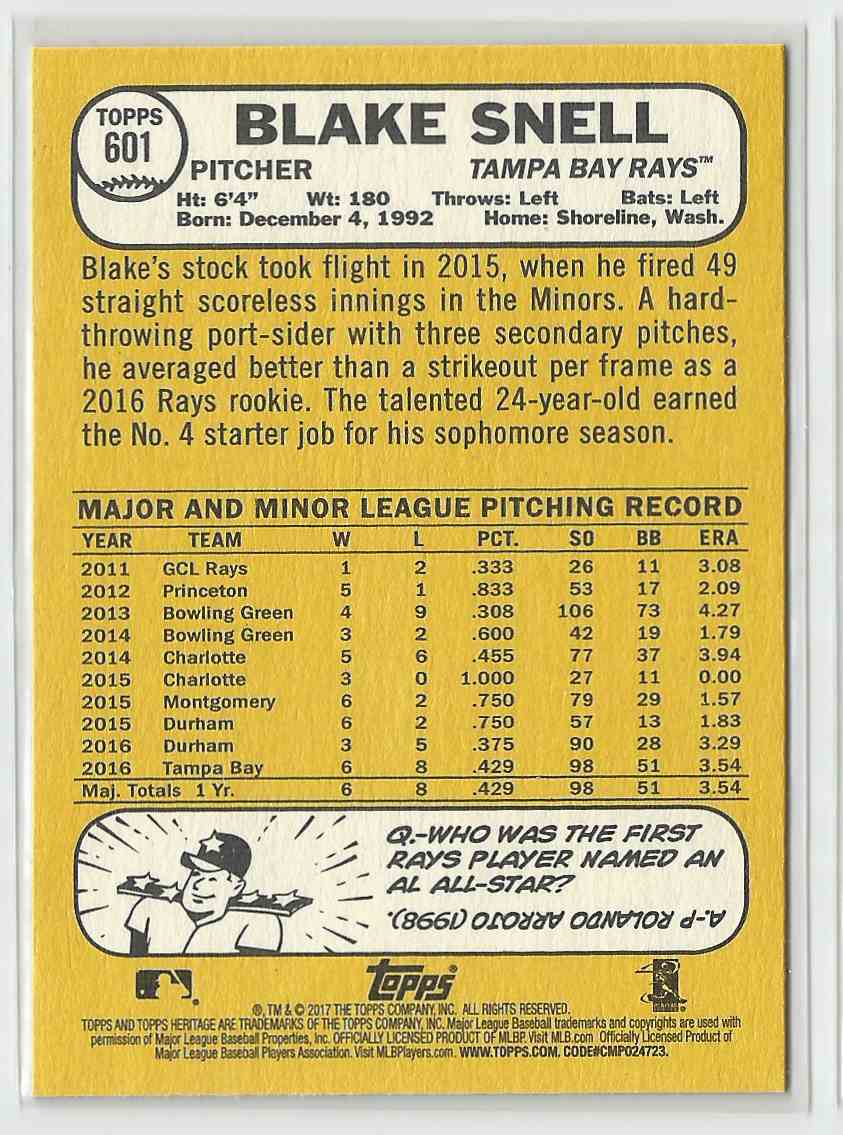 TOPPS
601
BLAKE SNELL
PITCHER TAMPA BAY RAYS™
Ht: 6'4" Wt: 180 Throws: Left Bats: Left
Born: December 4, 1992 Home: Shoreline, Wash.
Blake's stock took flight in 2015, when he fired 49
straight scoreless innings in the Minors. A hard-
throwing port-sider with three secondary pitches,
he averaged better than a strikeout per frame as a
2016 Rays rookie. The talented 24-year-old earned
the No. 4 starter job for his sophomore season.
MAJOR AND MINOR LEAGUE PITCHING RECORD
YEAR TEAM W L PCT. SO BB ERA
2011 GCL Rays 1 2 .333 26 11 3.08
2012 Princeton 5 1 .833 53 17 2.09
2013 Bowling Green 4 9 .308 106 73 4.27
2014 Bowling Green 3 2 .600 42 19 1.79
2014 Charlotte 5 6 .455 77 37 3.94
2015 Charlotte 3 0 1.000 27 11 0.00
2015 Montgomery 6 2 .750 79 29 1.57
2015 Durham 6 2 .750 57 13 1.83
2016 Durham 3 5 .375 90 28 3.29
2016 Tampa Bay 6 8 .429 98 51 3.54
Maj. Totals 1 Yr. 6 8 .429 98 51 3.54
Q.-WHO WAS THE FIRST
RAYS PLAYER NAMED AN
AL ALL-STAR?
A.-P ROLANDO ARROJO (1998).
topps
®, TM & © 2017 THE TOPPS COMPANY, INC. ALL RIGHTS RESERVED.
TOPPS AND TOPPS HERITAGE ARE TRADEMARKS OF THE TOPPS COMPANY, INC. Major League Baseball trademarks and copyrights are used with
permission of Major League Baseball Properties, Inc. OFFICIALLY LICENSED PRODUCT OF MLBP. Visit MLB.com Officially Licensed Product of
Major League Baseball Players Association. Visit MLBPlayers.com. WWW.TOPPS.COM. CODE#CMP024723.